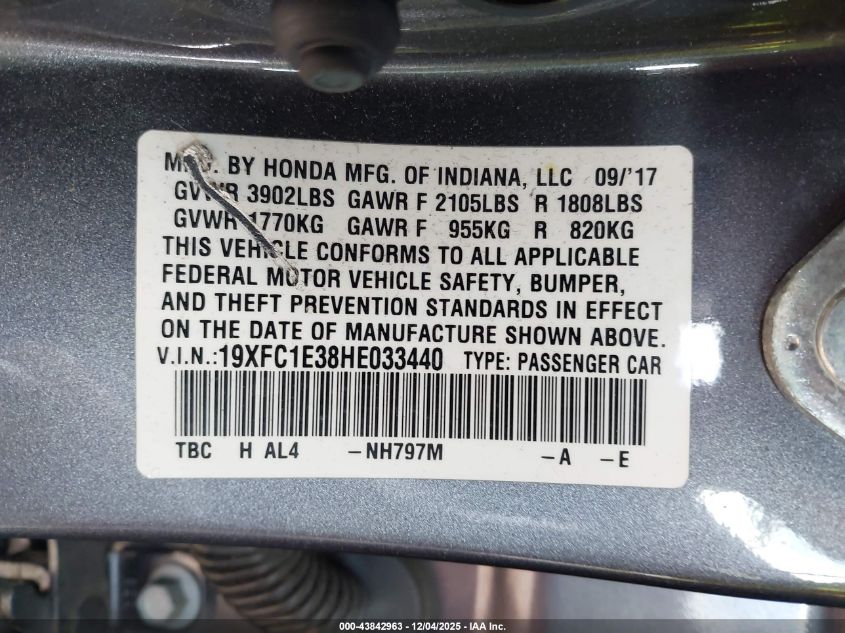 MFG. BY HONDA MFG. OF INDIANA, LLC 09/'17
GVWR 3902LBS GAWR F 2105LBS R 1808LBS
GVWR 1770KG GAWR F 955KG R 820KG
THIS VEHICLE CONFORMS TO ALL APPLICABLE
FEDERAL MOTOR VEHICLE SAFETY, BUMPER,
AND THEFT PREVENTION STANDARDS IN EFFECT
ON THE DATE OF MANUFACTURE SHOWN ABOVE.
V.I.N.:19XFC1E38HE033440 TYPE: PASSENGER CAR
TBC H AL4 -NH797M -A -E
000-43842963 - 12/04/2025 - IAA Inc.